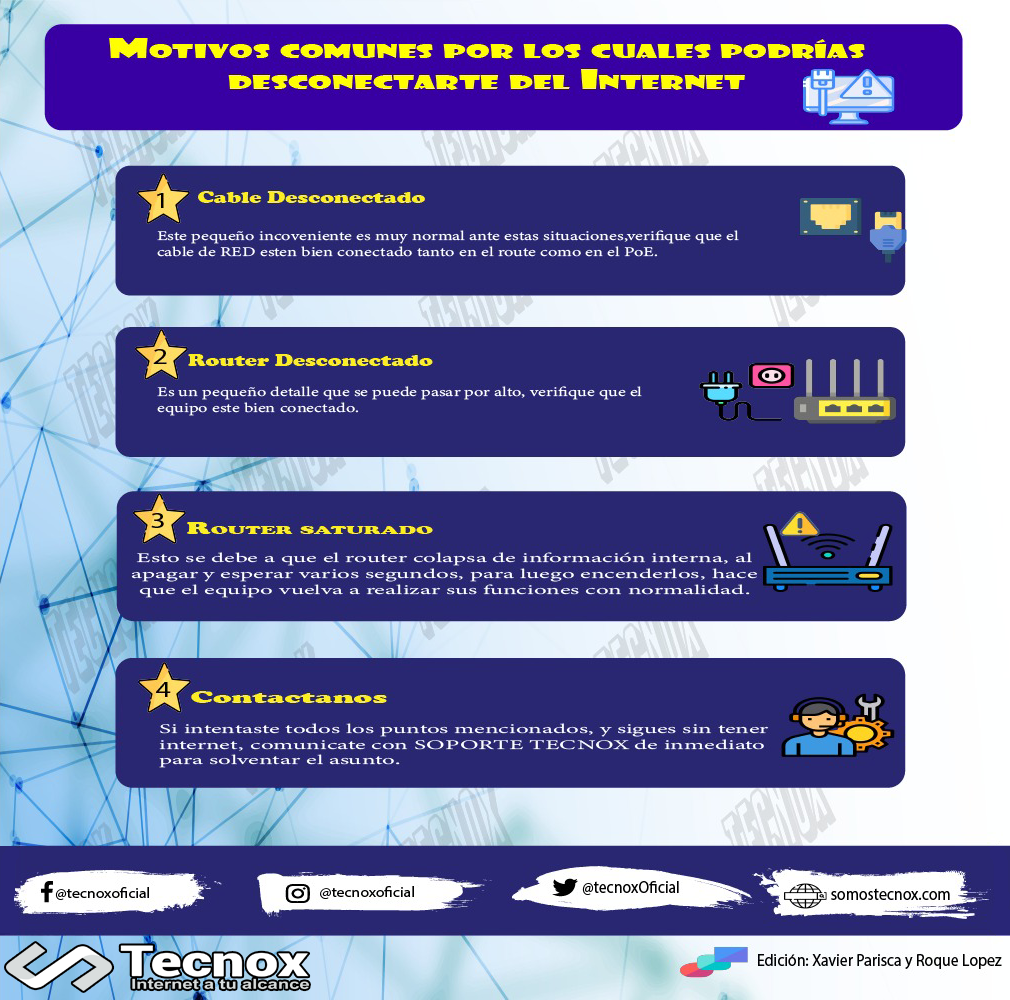 Motivos comunes por los cuales podrías
desconectarte del Internet
1
Cable Desconectado
Este pequeño incoveniente es muy normal ante estas situaciones,verifique que el
cable de RED esten bien conectado tanto en el route como en el PoE.
2
Router Desconectado
Es un pequeño detalle que se puede pasar por alto, verifique que el
equipo este bien conectado.
3
Router saturado
Esto se debe a que el router colapsa de información interna, al
apagar y esperar varios segundos, para luego encenderlos, hace
que el equipo vuelva a realizar sus funciones con normalidad.
4
Contactanos
Si intentaste todos los puntos mencionados, y sigues sin tener
internet, comunicate con SOPORTE TECNOX de inmediato
para solventar el asunto.
@tecnoxoficial
@tecnoxoficial
@tecnoxOficial
somostecnox.com
Tecnox
Internet a tu alcance
Edición: Xavier Parisca y Roque Lopez